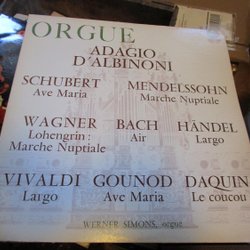 ORGUE
ADAGIO
D'ALBINONI
SCHUBERT
Ave Maria
MENDELSSOHN
Marche Nuptiale
WAGNER
Lohengrin :
Marche Nuptiale
BACH
Air
HÄNDEL
Largo
VIVALDI
Largo
GOUNOD
Ave Maria
DAQUIN
Le coucou
WERNER SIMONS, orgue